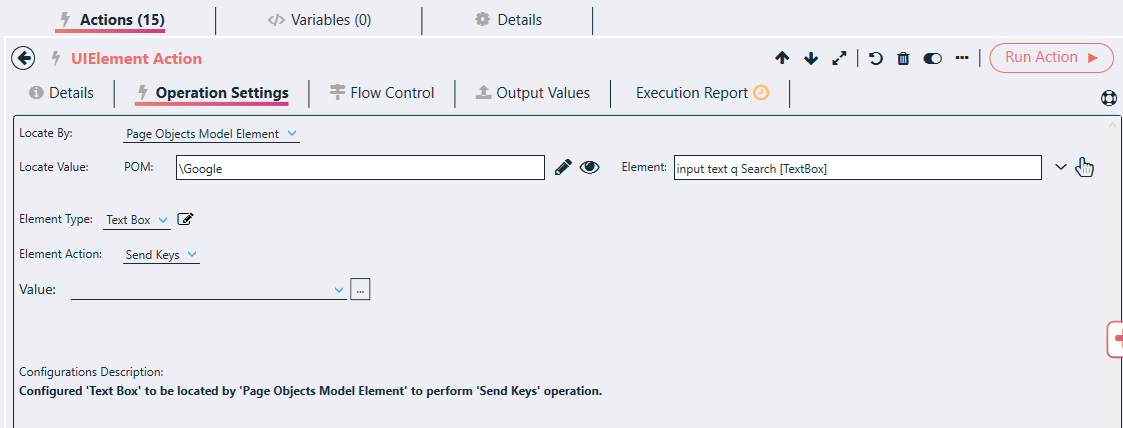 Actions (15) Variables (0) Details
UIElement Action Run Action
Details Operation Settings Flow Control Output Values Execution Report
Locate By: Page Objects Model Element
Locate Value: POM: \Google Element: input text q Search [TextBox]
Element Type: Text Box
Element Action: Send Keys
Value: ...
Configurations Description:
Configured 'Text Box' to be located by 'Page Objects Model Element' to perform 'Send Keys' operation.